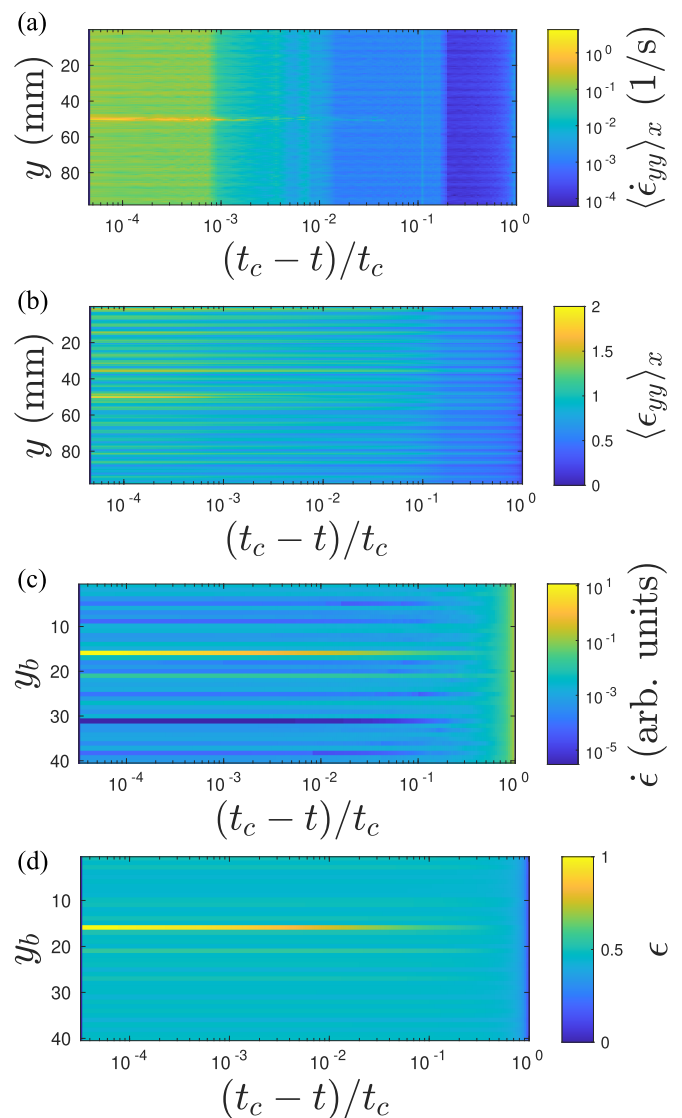 (a)
20
40
60
80
y (mm)
10^-4 10^-3 10^-2 10^-1 10^0
(t_c − t)/t_c
10^0
10^-1
10^-2
10^-3
10^-4
⟨ϵ̇_yy⟩_x (1/s)
(b)
20
40
60
80
y (mm)
10^-4 10^-3 10^-2 10^-1 10^0
(t_c − t)/t_c
2
1.5
1
0.5
0
⟨ϵ_yy⟩_x
(c)
10
20
30
40
y_b
10^-4 10^-3 10^-2 10^-1 10^0
(t_c − t)/t_c
10^1
10^-1
10^-3
10^-5
ϵ̇ (arb. units)
(d)
10
20
30
40
y_b
10^-4 10^-3 10^-2 10^-1 10^0
(t_c − t)/t_c
1
0.5
0
ϵ